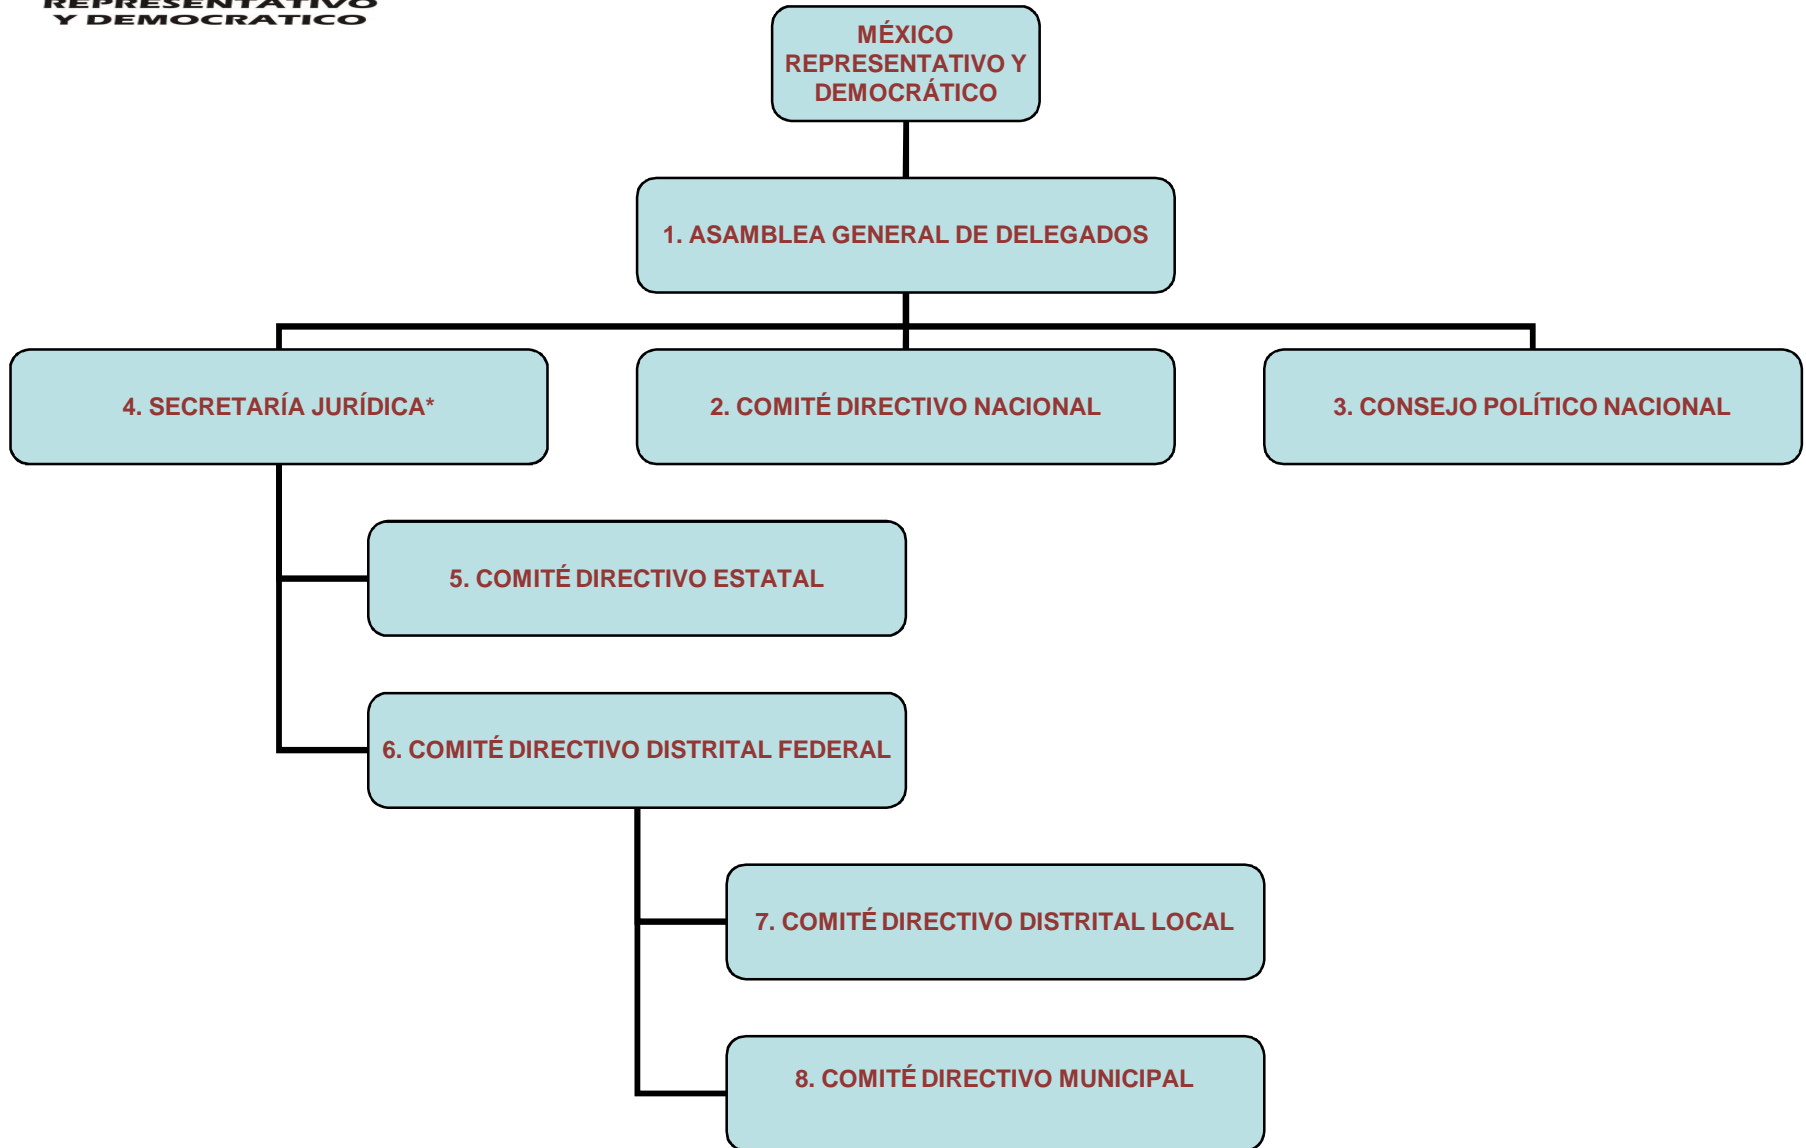 REPRESENTATIVO
Y DEMOCRATICO
MÉXICO
REPRESENTATIVO Y
DEMOCRÁTICO
1. ASAMBLEA GENERAL DE DELEGADOS
4. SECRETARÍA JURÍDICA*
2. COMITÉ DIRECTIVO NACIONAL
3. CONSEJO POLÍTICO NACIONAL
5. COMITÉ DIRECTIVO ESTATAL
6. COMITÉ DIRECTIVO DISTRITAL FEDERAL
7. COMITÉ DIRECTIVO DISTRITAL LOCAL
8. COMITÉ DIRECTIVO MUNICIPAL